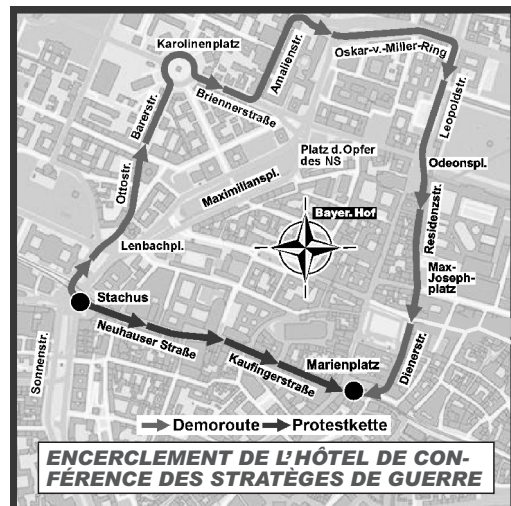 Karolinenplatz
Oskar-v.-Miller-Ring
Amalienstr.
Briennerstraße
Leopoldstr.
Barerstr.
Platz d. Opfer
des NS
Odeonspl.
Ottostr.
Maximilianspl.
Residenzstr.
Bayer. Hof
Lenbachpl.
Max-
Joseph-
platz
Stachus
Neuhauser Straße
Sonnenstr.
Kaufingerstraße
Marienplatz
Dienerstr.
Demoroute Protestkette
ENCERCLEMENT DE L'HÔTEL DE CON-
FÉRENCE DES STRATÈGES DE GUERRE